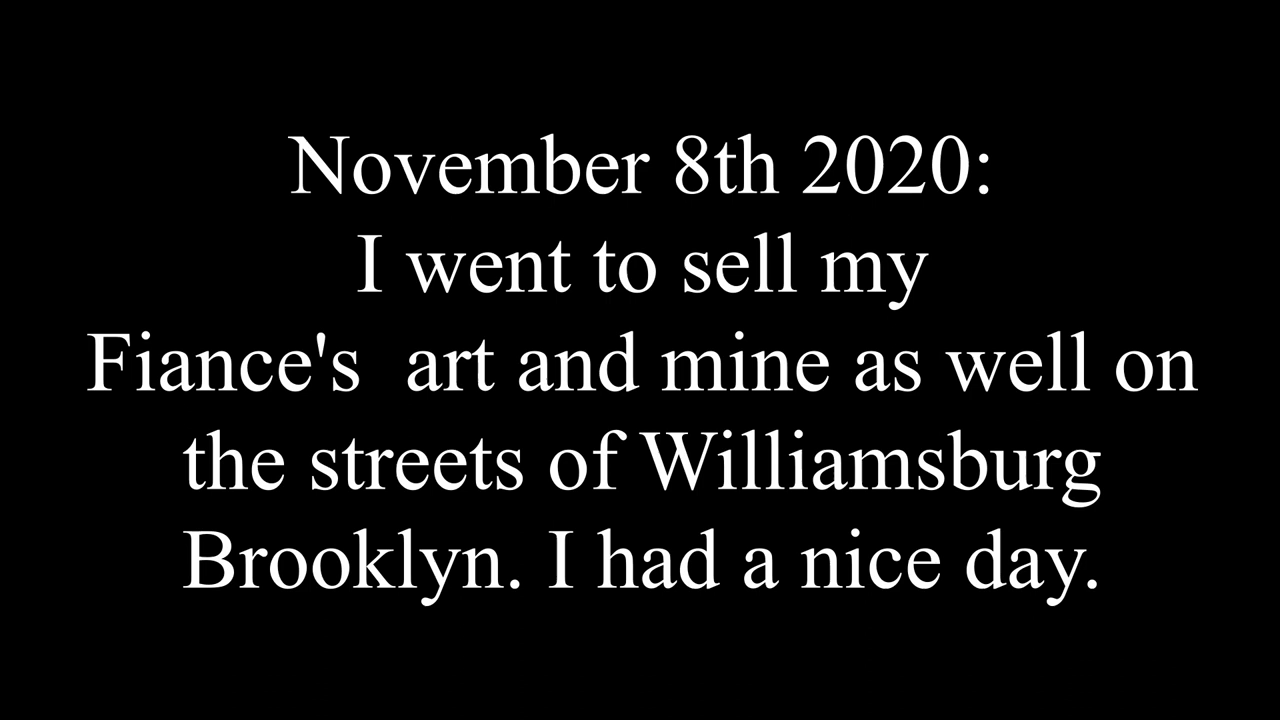 November 8th 2020:
I went to sell my
Fiance's  art and mine as well on
the streets of Williamsburg
Brooklyn. I had a nice day.